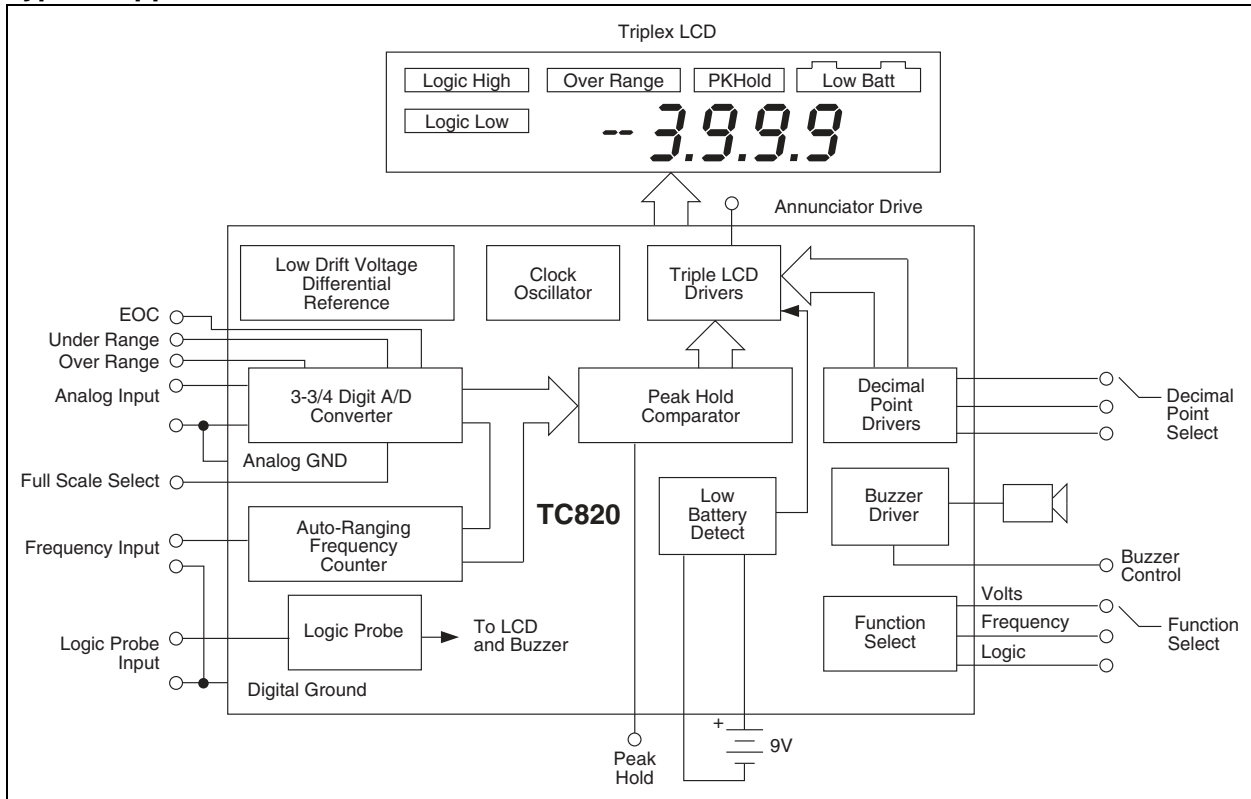 Triplex LCD
Logic High
Over Range
PKHold
Low Batt
Logic Low
--3.9.9.9
Annunciator Drive
Low Drift Voltage
Differential
Reference
Clock
Oscillator
Triple LCD
Drivers
EOC
Under Range
Over Range
Analog Input
3-3/4 Digit A/D
Converter
Peak Hold
Comparator
Decimal
Point
Drivers
Decimal
Point
Select
Analog GND
Full Scale Select
TC820
Low
Battery
Detect
Buzzer
Driver
Frequency Input
Auto-Ranging
Frequency
Counter
Buzzer
Control
Logic Probe
Input
Logic Probe
To LCD
and Buzzer
Function
Select
Volts
Frequency
Logic
Function
Select
Digital Ground
Peak
Hold
+
9V